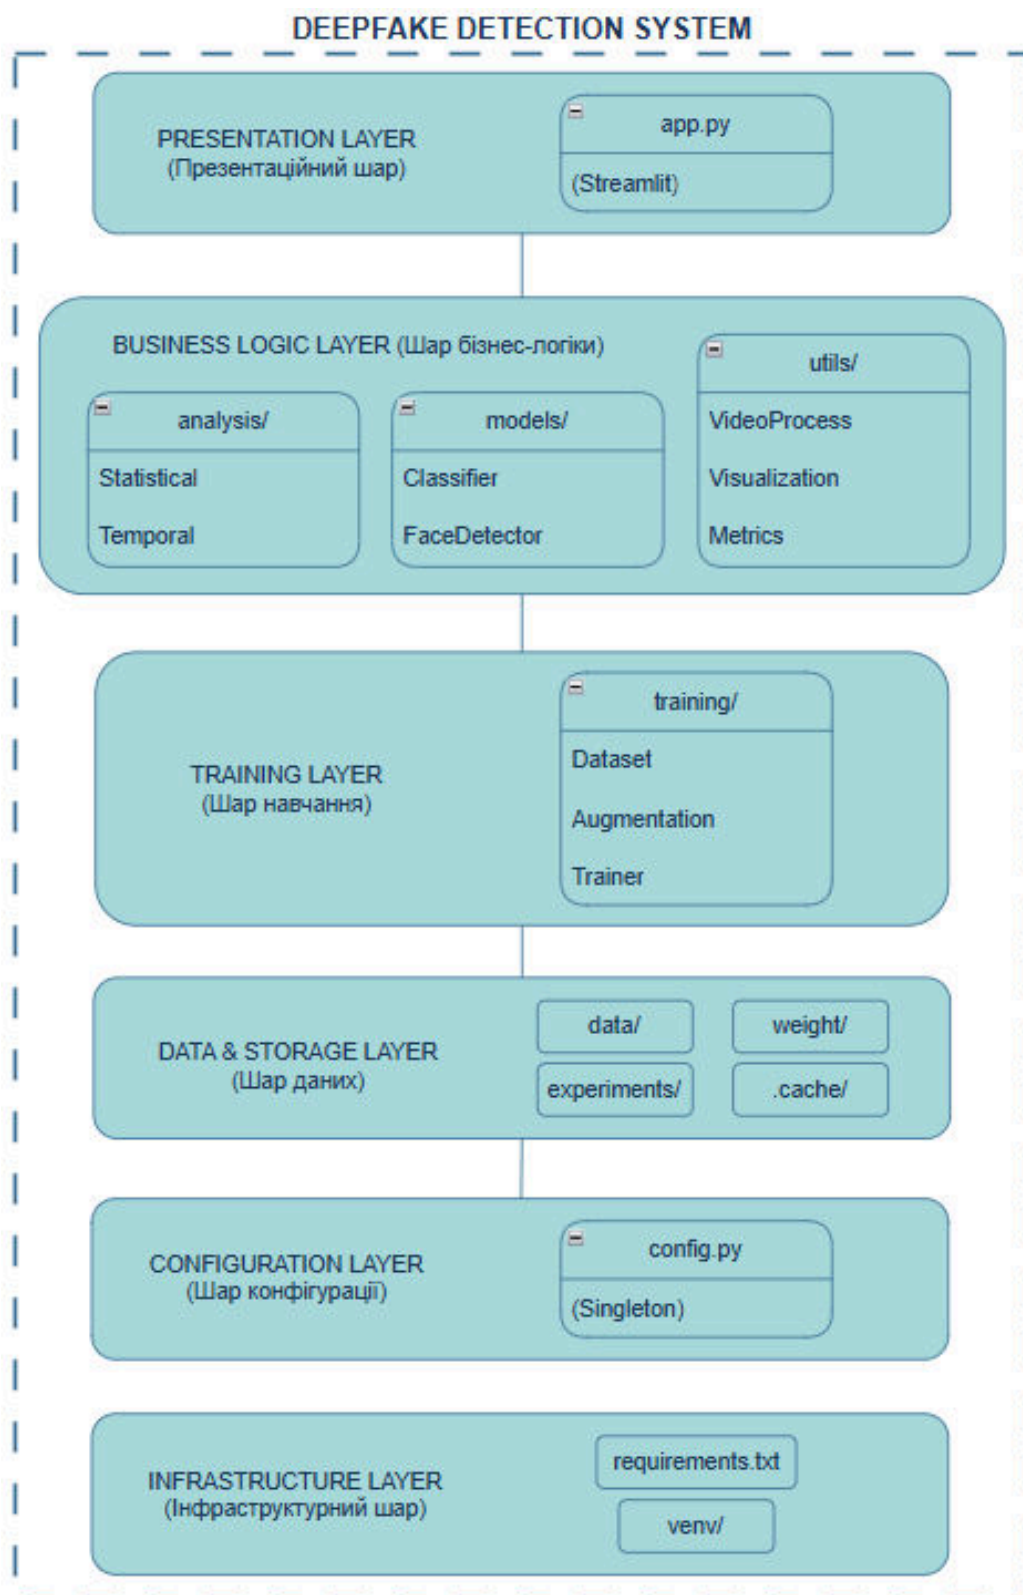 DEEPFAKE DETECTION SYSTEM
PRESENTATION LAYER
(Презентаційний шар)
app.py
(Streamlit)
BUSINESS LOGIC LAYER (Шар бізнес-логіки)
analysis/
Statistical
Temporal
models/
Classifier
FaceDetector
utils/
VideoProcess
Visualization
Metrics
TRAINING LAYER
(Шар навчання)
training/
Dataset
Augmentation
Trainer
DATA & STORAGE LAYER
(Шар даних)
data/
weight/
experiments/
.cache/
CONFIGURATION LAYER
(Шар конфігурації)
config.py
(Singleton)
INFRASTRUCTURE LAYER
(Інфраструктурний шар)
requirements.txt
venv/